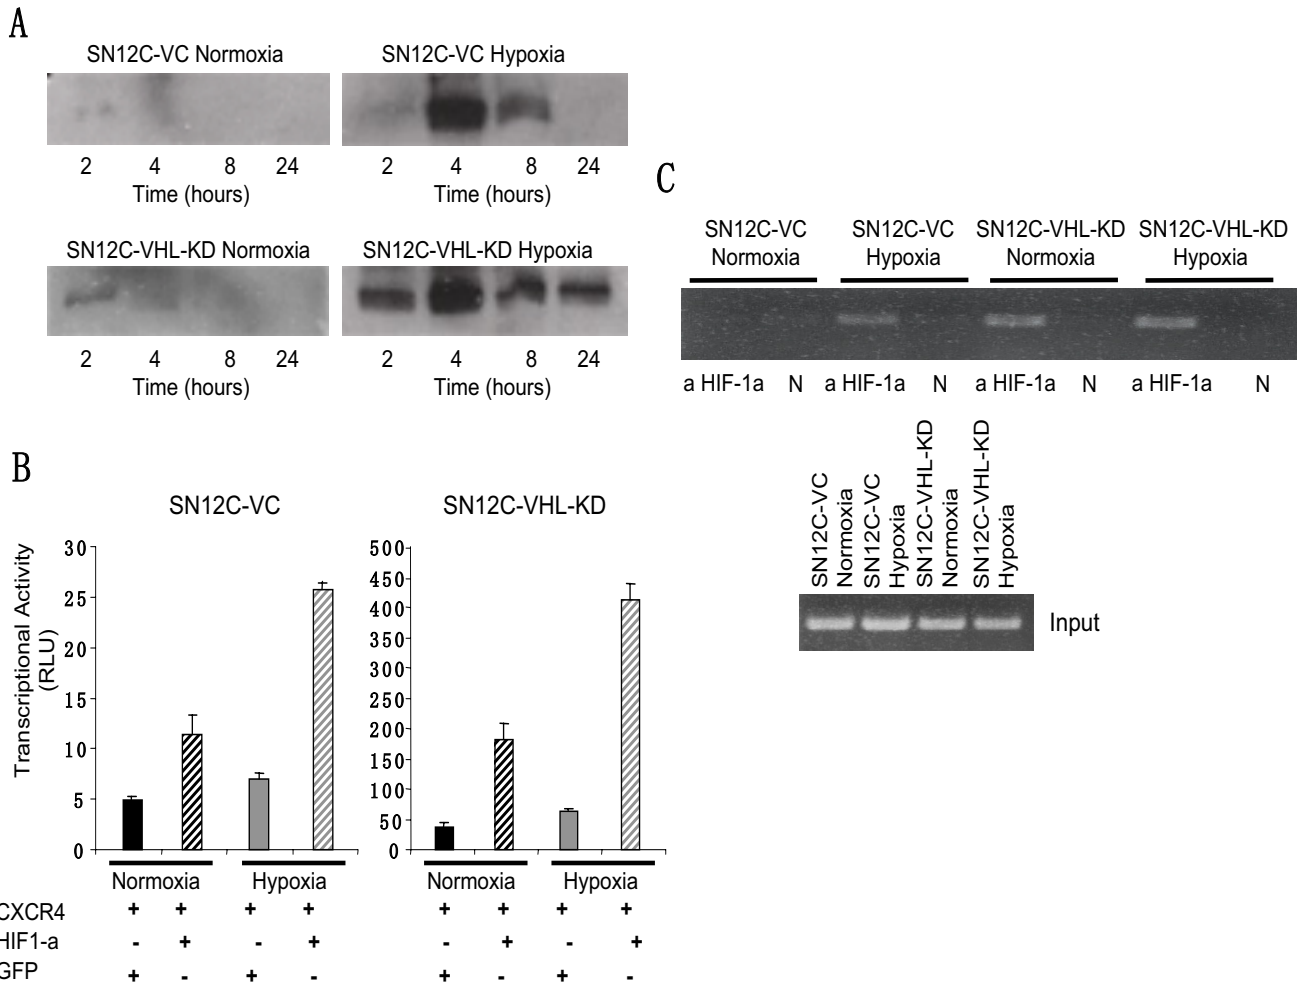 A
SN12C-VC Normoxia
SN12C-VC Hypoxia
2 4 8 24
2 4 8 24
Time (hours)
Time (hours)
SN12C-VHL-KD Normoxia
SN12C-VHL-KD Hypoxia
2 4 8 24
2 4 8 24
Time (hours)
Time (hours)
B
SN12C-VC
Transcriptional Activity
(RLU)
30
25
20
15
10
5
0
Normoxia Hypoxia
SN12C-VHL-KD
500
450
400
350
300
250
200
150
100
50
0
Normoxia Hypoxia
CXCR4 + + + + + + + +
HIF1-a - + - + - + - +
GFP + - + - + - + -
C
SN12C-VC
Normoxia
SN12C-VC
Hypoxia
SN12C-VHL-KD
Normoxia
SN12C-VHL-KD
Hypoxia
a HIF-1a N a HIF-1a N a HIF-1a N a HIF-1a N
SN12C-VC
Normoxia
SN12C-VC
Hypoxia
SN12C-VHL-KD
Normoxia
SN12C-VHL-KD
Hypoxia
Input